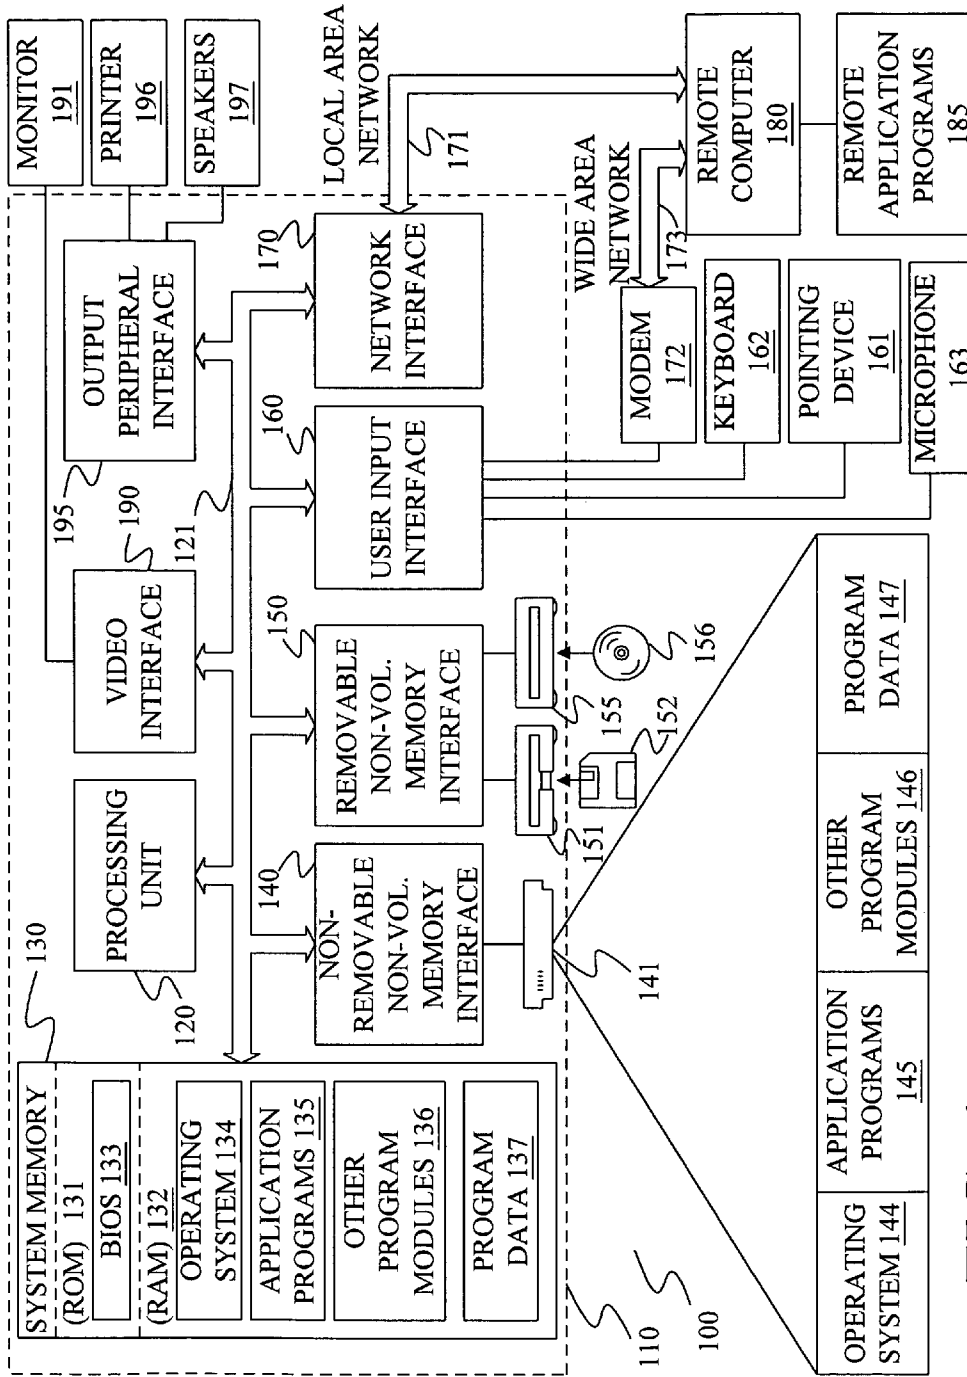 SYSTEM MEMORY
(ROM) 131
BIOS 133
(RAM) 132
OPERATING
SYSTEM 134
APPLICATION
PROGRAMS 135
OTHER
PROGRAM
MODULES 136
PROGRAM
DATA 137
130
PROCESSING
UNIT
120
VIDEO
INTERFACE
190
121
OUTPUT
PERIPHERAL
INTERFACE
195
MONITOR
191
PRINTER
196
SPEAKERS
197
NON-
REMOVABLE
NON-VOL.
MEMORY
INTERFACE
140
REMOVABLE
NON-VOL.
MEMORY
INTERFACE
150
USER INPUT
INTERFACE
160
NETWORK
INTERFACE
170
LOCAL AREA
NETWORK
171
WIDE AREA
NETWORK
173
141
151
152
155
156
MODEM
172
KEYBOARD
162
POINTING
DEVICE
161
MICROPHONE
163
REMOTE
COMPUTER
180
REMOTE
APPLICATION
PROGRAMS
185
110
100
OPERATING
SYSTEM 144
APPLICATION
PROGRAMS
145
OTHER
PROGRAM
MODULES 146
PROGRAM
DATA 147